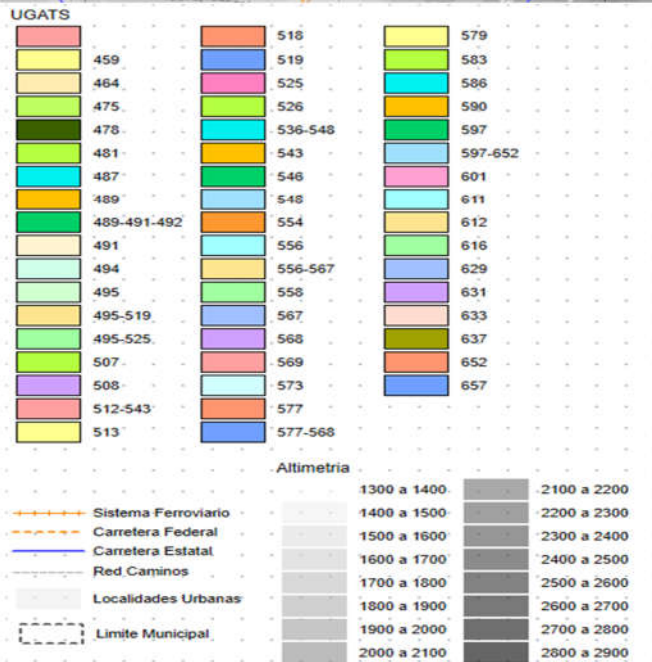 UGATS
459
464
475
478
481
487
489
489-491-492
491
494
495
495-519
495-525
507
508
512-543
513
518
519
525
526
536-548
543
546
548
554
556
556-567
558
567
568
569
573
577
577-568
579
583
586
590
597
597-652
601
611
612
616
629
631
633
637
652
657
Sistema Ferroviario
Carretera Federal
Carretera Estatal
Red Caminos
Localidades Urbanas
Limite Municipal
Altimetria
1300 a 1400
1400 a 1500
1500 a 1600
1600 a 1700
1700 a 1800
1800 a 1900
1900 a 2000
2000 a 2100
2100 a 2200
2200 a 2300
2300 a 2400
2400 a 2500
2500 a 2600
2600 a 2700
2700 a 2800
2800 a 2900